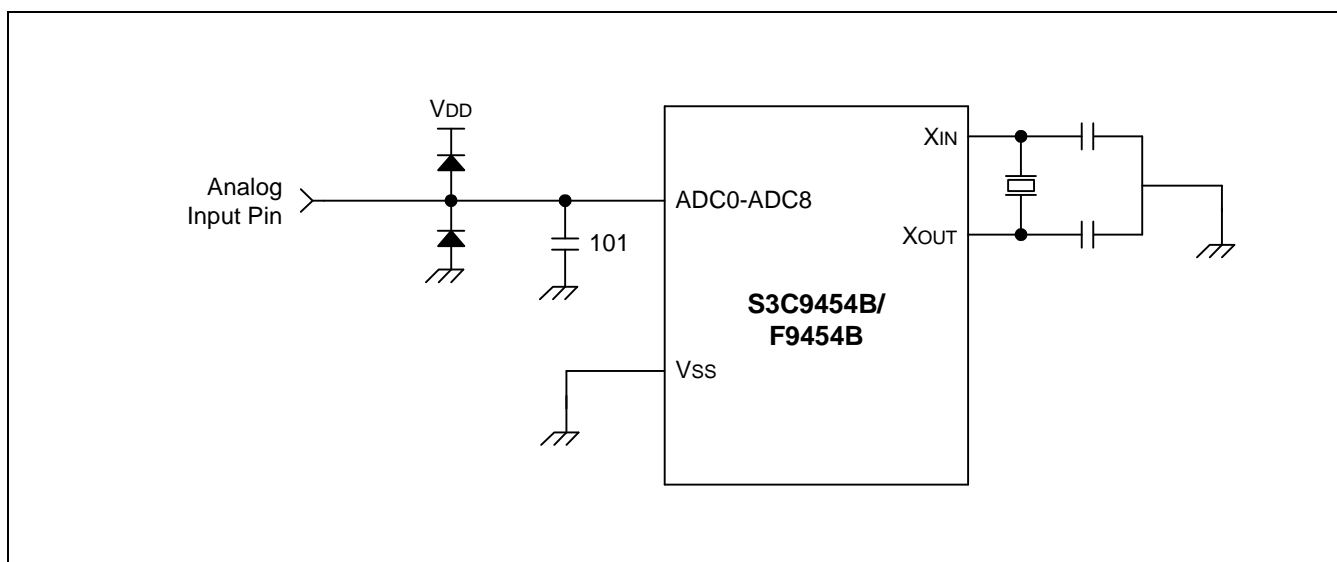 VDD
Analog
Input Pin
ADC0-ADC8
101
XIN
XOUT
S3C9454B/
F9454B
VSS